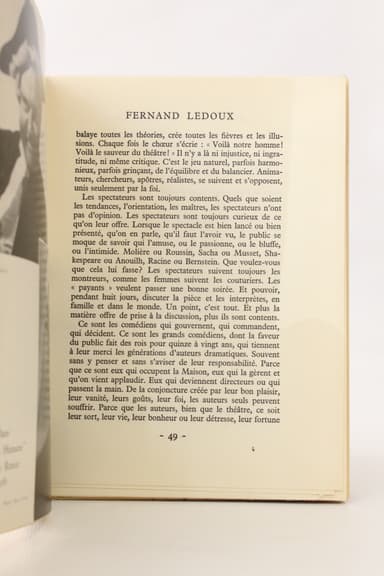 FERNAND LEDOUX
balaye toutes les théories, crée toutes les fièvres et les illu-
sions. Chaque fois le chœur s'écrie : « Voilà notre homme !
Voilà le sauveur du théâtre ! » Il n'y a là ni injustice, ni ingra-
titude, ni même critique. C'est le jeu naturel, parfois harmo-
nieux, parfois grinçant, de l'équilibre et du balancier. Anima-
teurs, chercheurs, apôtres, réalistes, se suivent et s'opposent,
unis seulement par la foi.
Les spectateurs sont toujours contents. Quels que soient
les tendances, l'orientation, les maîtres, les spectateurs n'ont
pas d'opinion. Les spectateurs sont toujours curieux de ce
qu'on leur offre. Lorsque le spectacle est bien lancé ou bien
présenté, qu'on en parle, qu'il faut l'avoir vu, le public se
moque de savoir qui l'amuse, ou le passionne, ou le bluffe,
ou l'intimide. Molière ou Roussin, Sacha ou Musset, Sha-
kespeare ou Anouilh, Racine ou Bernstein. Que voulez-vous
que cela lui fasse? Les spectateurs suivent toujours les
montreurs, comme les femmes suivent les couturiers. Les
« payants » veulent passer une bonne soirée. Et pouvoir,
pendant huit jours, discuter la pièce et les interprètes, en
famille et dans le monde. Un point, c'est tout. Et plus la
matière offre de prise à la discussion, plus ils sont contents.
Ce sont les comédiens qui gouvernent, qui commandent,
qui décident. Ce sont les grands comédiens, dont la faveur
du public fait des rois pour quinze à vingt ans, qui tiennent
à leur merci les générations d'auteurs dramatiques. Souvent
sans y penser et sans s'aviser de leur responsabilité. Parce
que ce sont eux qui occupent la Maison, eux qui la gèrent et
qu'on vient applaudir. Eux qui deviennent directeurs ou qui
passent la main. De la conjoncture créée par leur bon plaisir,
leur vanité, leurs goûts, leur foi, les auteurs seuls peuvent
souffrir. Parce que les auteurs, bien que le théâtre, ce soit
leur sort, leur vie, leur bonheur ou leur détresse, leur fortune
- 49 -